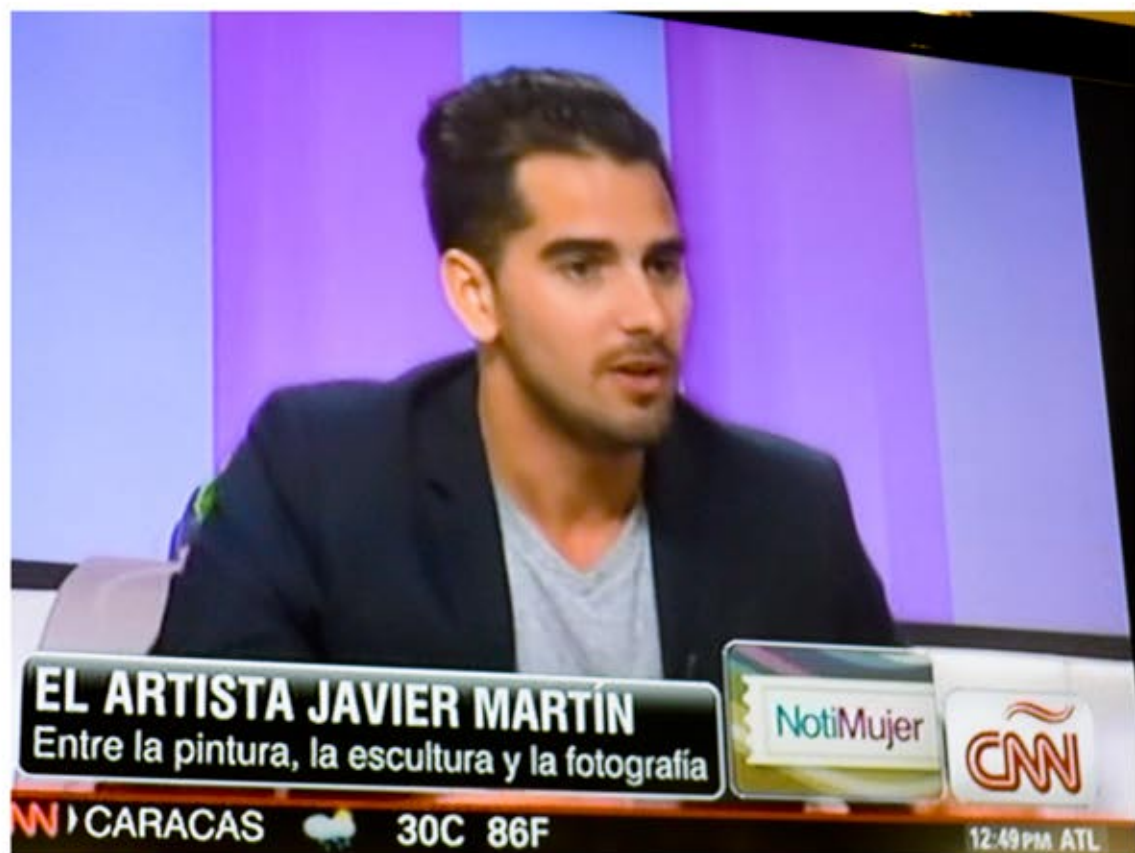 EL ARTISTA JAVIER MARTÍN
Entre la pintura, la escultura y la fotografía
NotiMujer
CNN
NN CARACAS 30C 86F
12:49 PM ATL